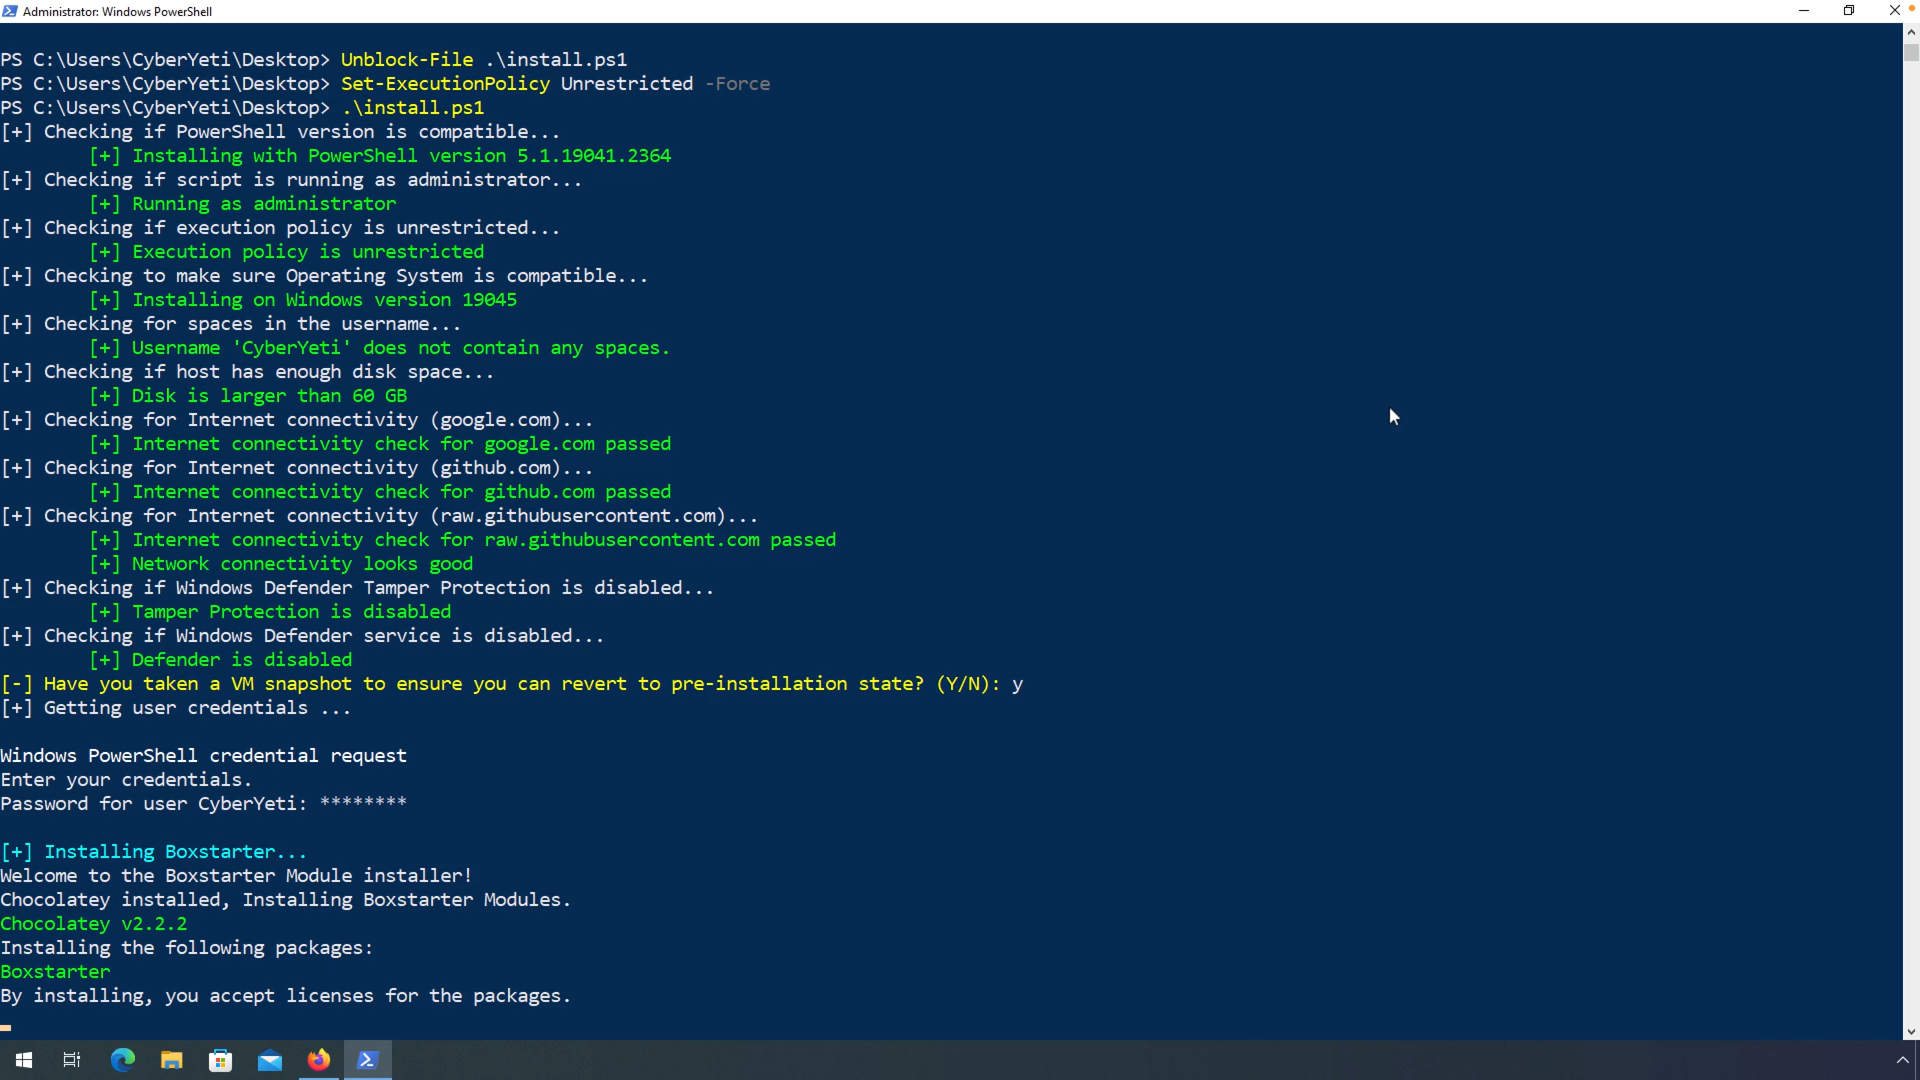 Administrator: Windows PowerShell
PS C:\Users\CyberYeti\Desktop> Unblock-File .\install.ps1
PS C:\Users\CyberYeti\Desktop> Set-ExecutionPolicy Unrestricted -Force
PS C:\Users\CyberYeti\Desktop> .\install.ps1
[+] Checking if PowerShell version is compatible...
[+] Installing with PowerShell version 5.1.19041.2364
[+] Checking if script is running as administrator...
[+] Running as administrator
[+] Checking if execution policy is unrestricted...
[+] Execution policy is unrestricted
[+] Checking to make sure Operating System is compatible...
[+] Installing on Windows version 19045
[+] Checking for spaces in the username...
[+] Username 'CyberYeti' does not contain any spaces.
[+] Checking if host has enough disk space...
[+] Disk is larger than 60 GB
[+] Checking for Internet connectivity (google.com)...
[+] Internet connectivity check for google.com passed
[+] Checking for Internet connectivity (github.com)...
[+] Internet connectivity check for github.com passed
[+] Checking for Internet connectivity (raw.githubusercontent.com)...
[+] Internet connectivity check for raw.githubusercontent.com passed
[+] Network connectivity looks good
[+] Checking if Windows Defender Tamper Protection is disabled...
[+] Tamper Protection is disabled
[+] Checking if Windows Defender service is disabled...
[+] Defender is disabled
[-] Have you taken a VM snapshot to ensure you can revert to pre-installation state? (Y/N): y
[+] Getting user credentials ...
Windows PowerShell credential request
Enter your credentials.
Password for user CyberYeti: ********
[+] Installing Boxstarter...
Welcome to the Boxstarter Module installer!
Chocolatey installed, Installing Boxstarter Modules.
Chocolatey v2.2.2
Installing the following packages:
Boxstarter
By installing, you accept licenses for the packages.